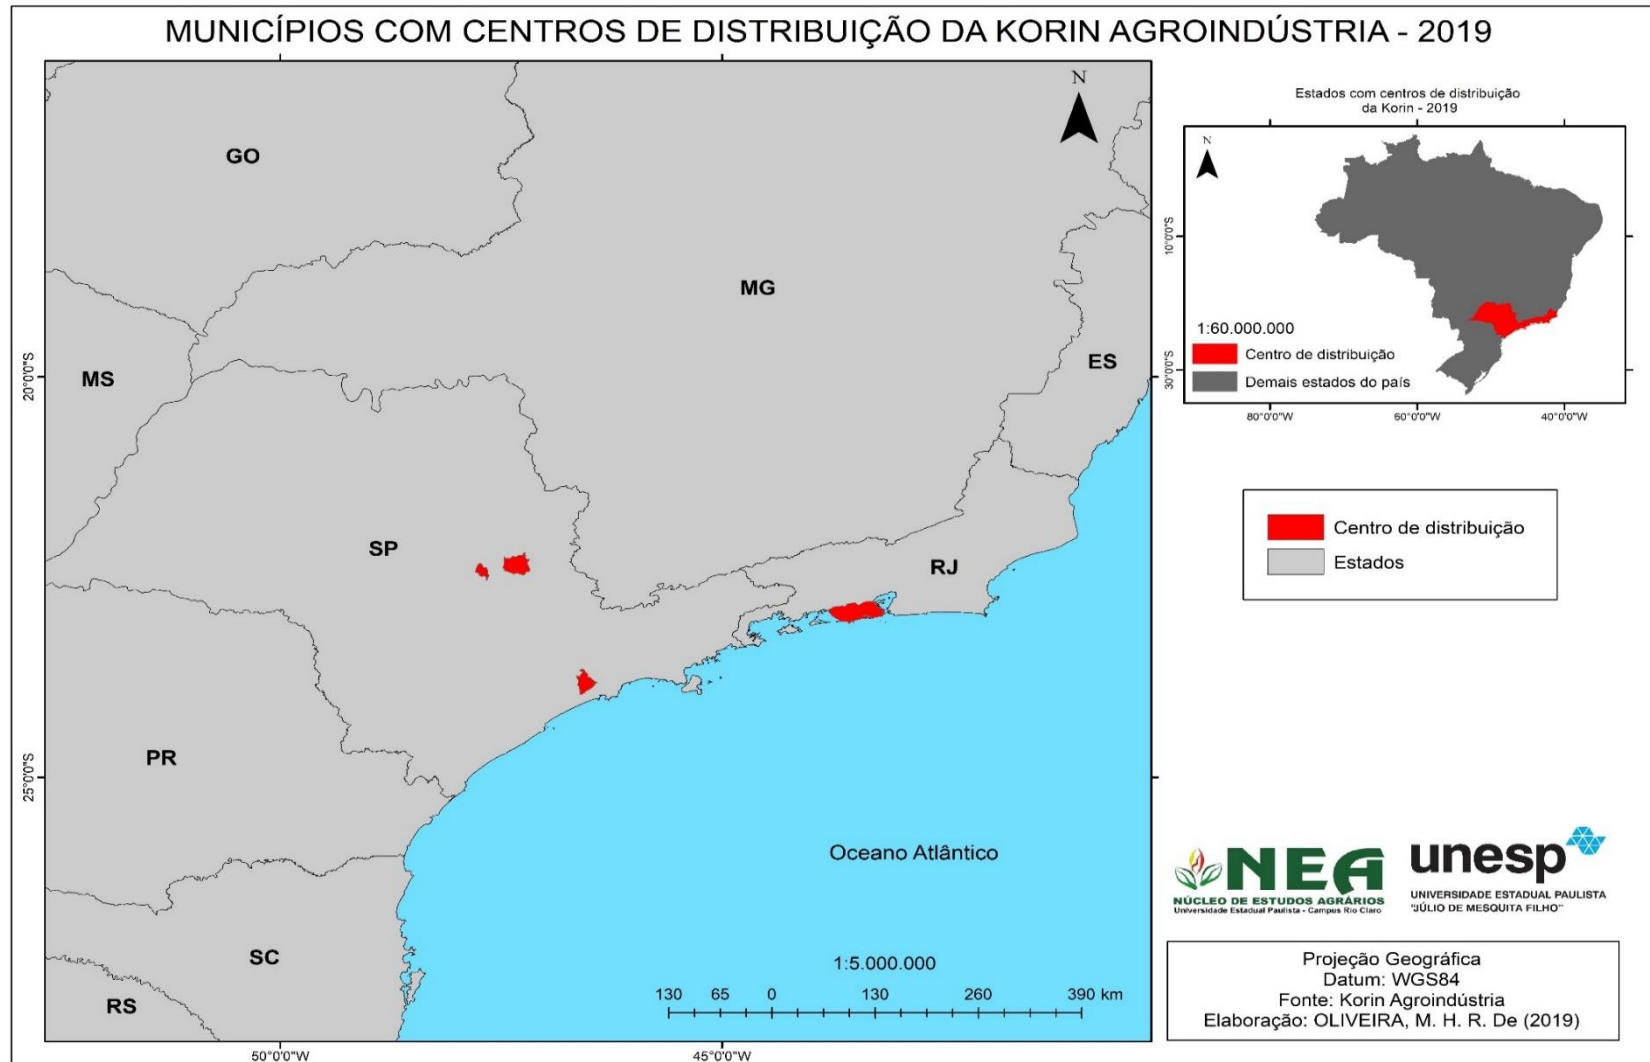 MUNICÍPIOS COM CENTROS DE DISTRIBUIÇÃO DA KORIN AGROINDÚSTRIA - 2019
N
GO
MG
MS
ES
SP
RJ
PR
SC
RS
Oceano Atlântico
20°0'0"S
25°0'0"S
50°0'0"W
45°0'0"W
1:5.000.000
130 65 0 130 260 390 km
Estados com centros de distribuição
da Korin - 2019
N
10°0'0"S
30°0'0"S
1:60.000.000
Centro de distribuição
Demais estados do país
80°0'0"W 60°0'0"W 40°0'0"W
Centro de distribuição
Estados
NEA
NÚCLEO DE ESTUDOS AGRÁRIOS
Universidade Estadual Paulista - Campus Rio Claro
unesp
UNIVERSIDADE ESTADUAL PAULISTA
"JÚLIO DE MESQUITA FILHO"
Projeção Geográfica
Datum: WGS84
Fonte: Korin Agroindústria
Elaboração: OLIVEIRA, M. H. R. De (2019)